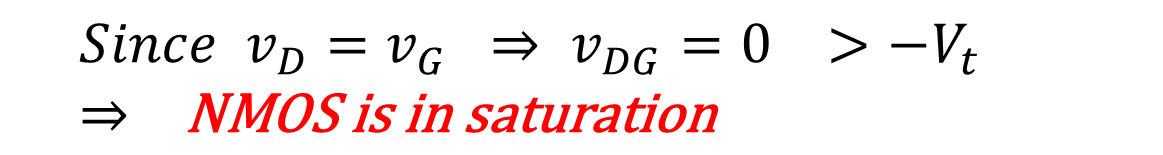 Since v_D = v_G ⇒ v_DG = 0 > −V_t
⇒ NMOS is in saturation